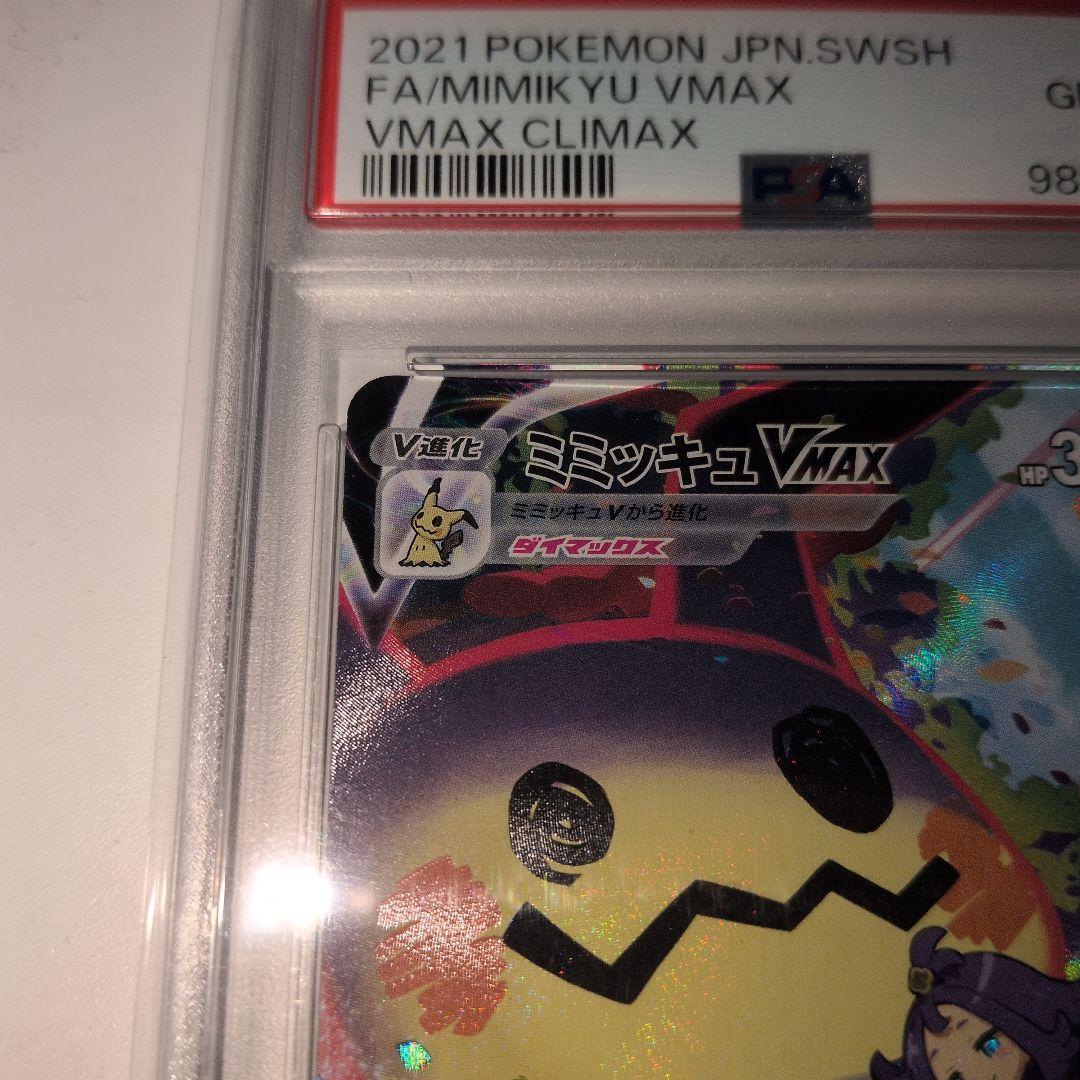 2021 POKEMON JPN.SWSH
FA/MIMIKYU VMAX
VMAX CLIMAX
98
PSA
V進化
ミミッキュVMAX
HP 3
ミミッキュVから進化
ダイマックス